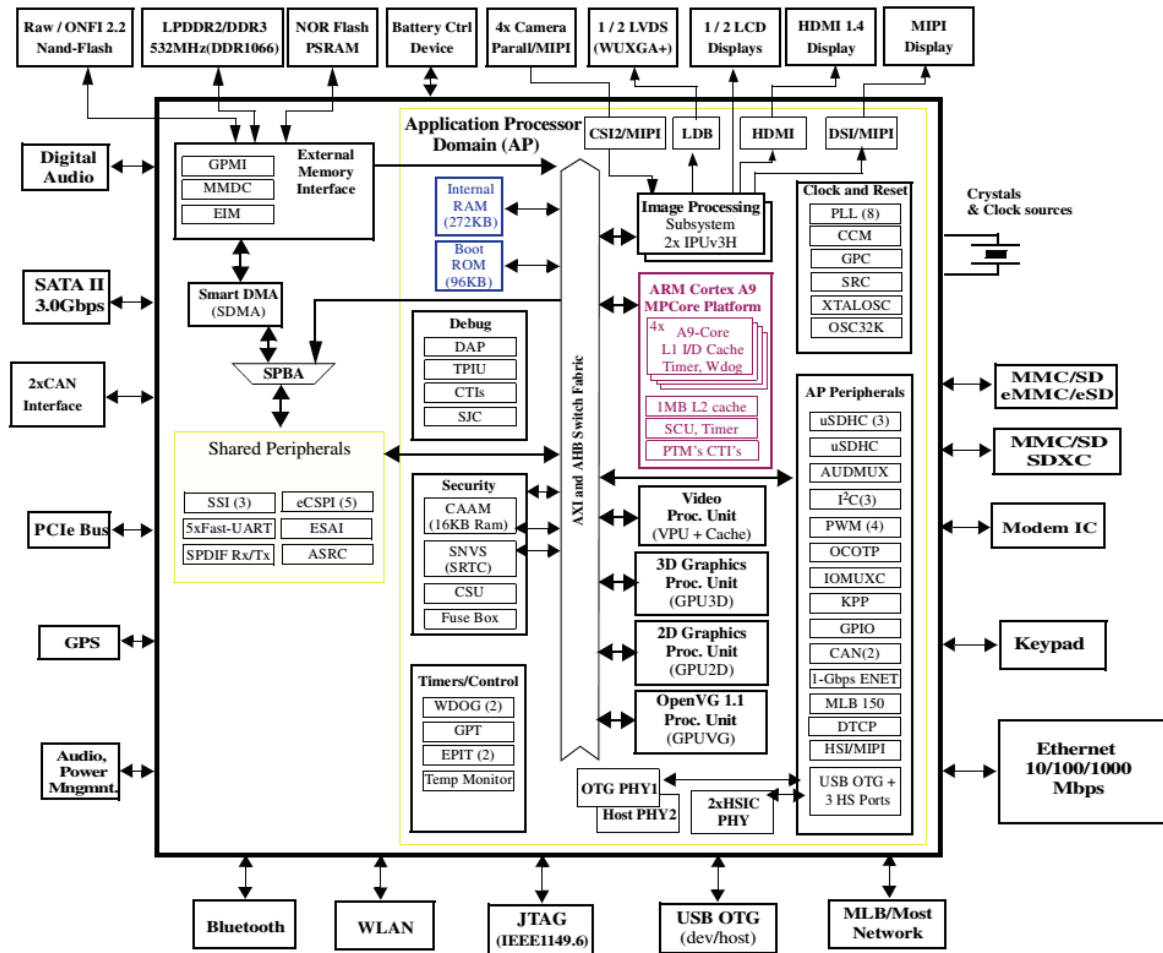 Raw / ONFI 2.2
Nand-Flash
LPDDR2/DDR3
532MHz(DDR1066)
NOR Flash
PSRAM
Battery Ctrl
Device
4x Camera
Parall/MIPI
1 / 2 LVDS
(WUXGA+)
1 / 2 LCD
Displays
HDMI 1.4
Display
MIPI
Display
Digital
Audio
SATA II
3.0Gbps
2xCAN
Interface
PCIe Bus
GPS
Audio,
Power
Mngmnt.
External
Memory
Interface
GPMI
MMDC
EIM
Smart DMA
(SDMA)
SPBA
Shared Peripherals
SSI (3)
eCSPI (5)
5xFast-UART
ESAI
SPDIF Rx/Tx
ASRC
Application Processor
Domain (AP)
Internal
RAM
(272KB)
Boot
ROM
(96KB)
Debug
DAP
TPIU
CTIs
SJC
Security
CAAM
(16KB Ram)
SNVS
(SRTC)
CSU
Fuse Box
Timers/Control
WDOG (2)
GPT
EPIT (2)
Temp Monitor
AXI and AHB Switch Fabric
CSI2/MIPI
LDB
HDMI
DSI/MIPI
Image Processing
Subsystem
2x IPUv3H
ARM Cortex A9
MPCore Platform
4x
A9-Core
L1 I/D Cache
Timer, Wdog
1MB L2 cache
SCU, Timer
PTM's CTI's
Video
Proc. Unit
(VPU + Cache)
3D Graphics
Proc. Unit
(GPU3D)
2D Graphics
Proc. Unit
(GPU2D)
OpenVG 1.1
Proc. Unit
(GPUVG)
OTG PHY1
Host PHY2
2xHSIC
PHY
Clock and Reset
PLL (8)
CCM
GPC
SRC
XTALOSC
OSC32K
AP Peripherals
uSDHC (3)
uSDHC
AUDMUX
I²C(3)
PWM (4)
OCOTP
IOMUXC
KPP
GPIO
CAN(2)
1-Gbps ENET
MLB 150
DTCP
HSI/MIPI
USB OTG +
3 HS Ports
Crystals
& Clock sources
MMC/SD
eMMC/eSD
MMC/SD
SDXC
Modem IC
Keypad
Ethernet
10/100/1000
Mbps
Bluetooth
WLAN
JTAG
(IEEE1149.6)
USB OTG
(dev/host)
MLB/Most
Network